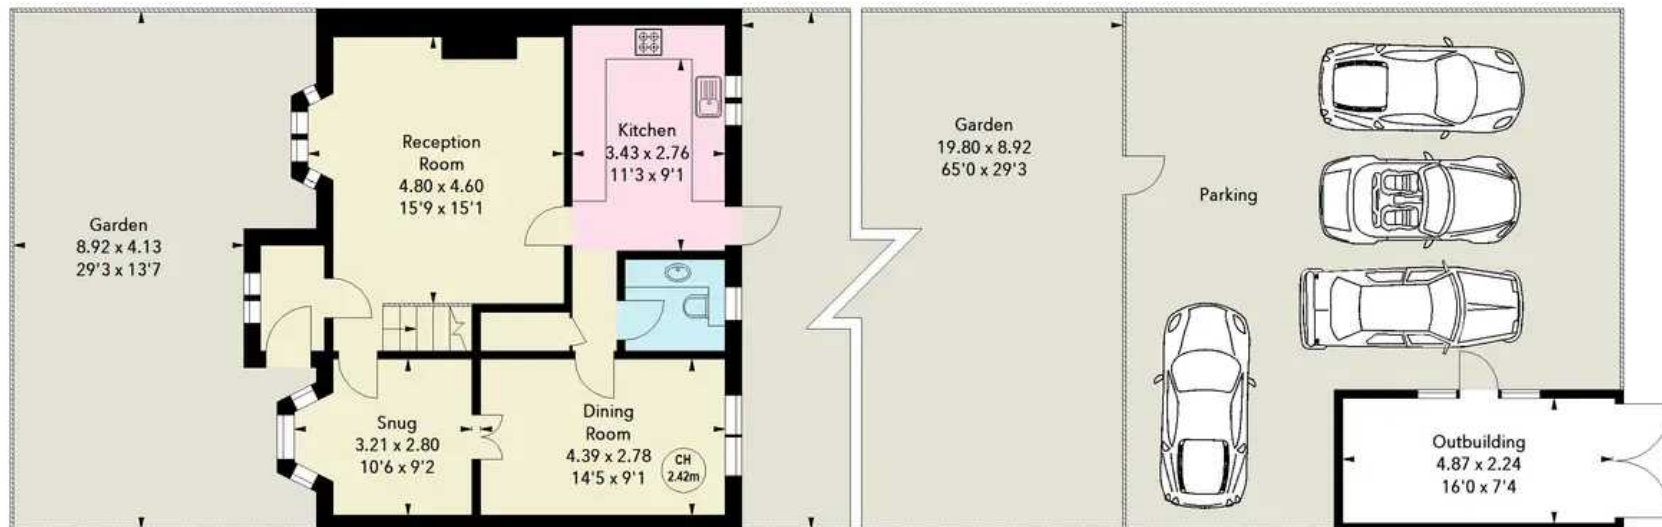 Garden
8.92 x 4.13
29'3 x 13'7
Reception
Room
4.80 x 4.60
15'9 x 15'1
Kitchen
3.43 x 2.76
11'3 x 9'1
Snug
3.21 x 2.80
10'6 x 9'2
Dining
Room
4.39 x 2.78
14'5 x 9'1
CH
2.42m
Garden
19.80 x 8.92
65'0 x 29'3
Parking
Outbuilding
4.87 x 2.24
16'0 x 7'4